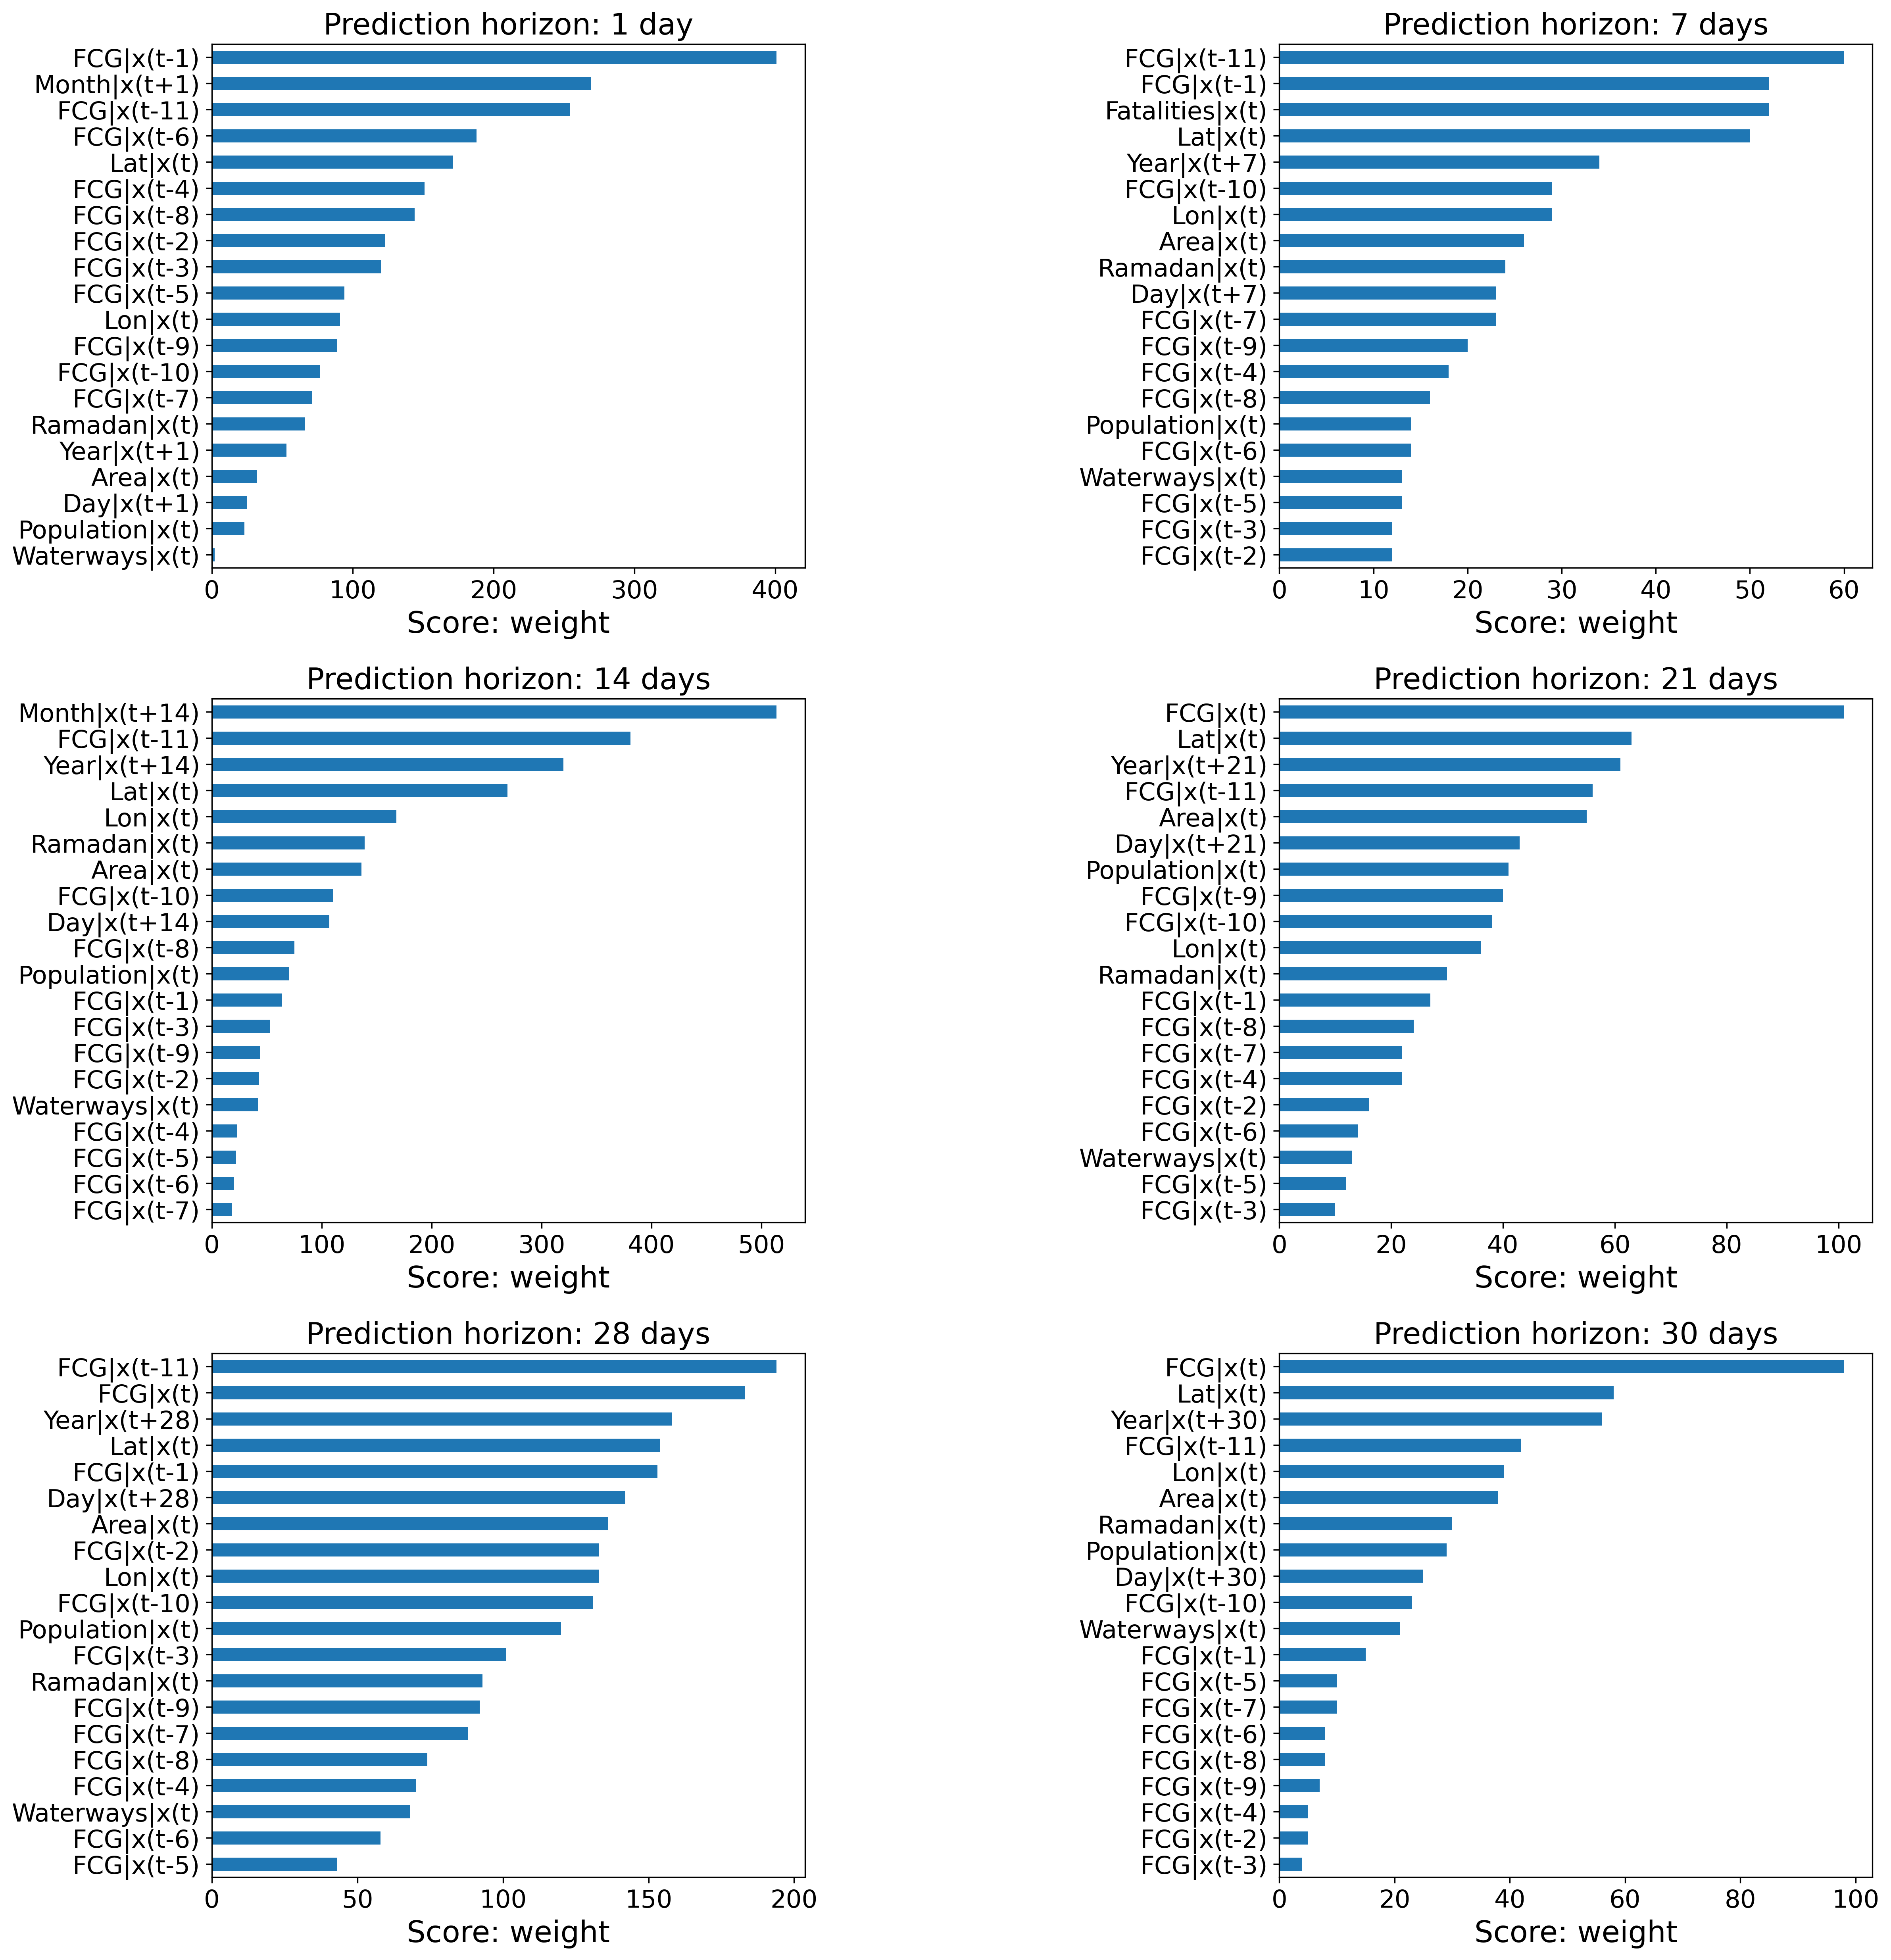 Prediction horizon: 1 day
FCG|x(t-1)
Month|x(t+1)
FCG|x(t-11)
FCG|x(t-6)
Lat|x(t)
FCG|x(t-4)
FCG|x(t-8)
FCG|x(t-2)
FCG|x(t-3)
FCG|x(t-5)
Lon|x(t)
FCG|x(t-9)
FCG|x(t-10)
FCG|x(t-7)
Ramadan|x(t)
Year|x(t+1)
Area|x(t)
Day|x(t+1)
Population|x(t)
Waterways|x(t)
0 100 200 300 400
Score: weight
Prediction horizon: 7 days
FCG|x(t-11)
FCG|x(t-1)
Fatalities|x(t)
Lat|x(t)
Year|x(t+7)
FCG|x(t-10)
Lon|x(t)
Area|x(t)
Ramadan|x(t)
Day|x(t+7)
FCG|x(t-7)
FCG|x(t-9)
FCG|x(t-4)
FCG|x(t-8)
Population|x(t)
FCG|x(t-6)
Waterways|x(t)
FCG|x(t-5)
FCG|x(t-3)
FCG|x(t-2)
0 10 20 30 40 50 60
Score: weight
Prediction horizon: 14 days
Month|x(t+14)
FCG|x(t-11)
Year|x(t+14)
Lat|x(t)
Lon|x(t)
Ramadan|x(t)
Area|x(t)
FCG|x(t-10)
Day|x(t+14)
FCG|x(t-8)
Population|x(t)
FCG|x(t-1)
FCG|x(t-3)
FCG|x(t-9)
FCG|x(t-2)
Waterways|x(t)
FCG|x(t-4)
FCG|x(t-5)
FCG|x(t-6)
FCG|x(t-7)
0 100 200 300 400 500
Score: weight
Prediction horizon: 21 days
FCG|x(t)
Lat|x(t)
Year|x(t+21)
FCG|x(t-11)
Area|x(t)
Day|x(t+21)
Population|x(t)
FCG|x(t-9)
FCG|x(t-10)
Lon|x(t)
Ramadan|x(t)
FCG|x(t-1)
FCG|x(t-8)
FCG|x(t-7)
FCG|x(t-4)
FCG|x(t-2)
FCG|x(t-6)
Waterways|x(t)
FCG|x(t-5)
FCG|x(t-3)
0 20 40 60 80 100
Score: weight
Prediction horizon: 28 days
FCG|x(t-11)
FCG|x(t)
Year|x(t+28)
Lat|x(t)
FCG|x(t-1)
Day|x(t+28)
Area|x(t)
FCG|x(t-2)
Lon|x(t)
FCG|x(t-10)
Population|x(t)
FCG|x(t-3)
Ramadan|x(t)
FCG|x(t-9)
FCG|x(t-7)
FCG|x(t-8)
FCG|x(t-4)
Waterways|x(t)
FCG|x(t-6)
FCG|x(t-5)
0 50 100 150 200
Score: weight
Prediction horizon: 30 days
FCG|x(t)
Lat|x(t)
Year|x(t+30)
FCG|x(t-11)
Lon|x(t)
Area|x(t)
Ramadan|x(t)
Population|x(t)
Day|x(t+30)
FCG|x(t-10)
Waterways|x(t)
FCG|x(t-1)
FCG|x(t-5)
FCG|x(t-7)
FCG|x(t-6)
FCG|x(t-8)
FCG|x(t-9)
FCG|x(t-4)
FCG|x(t-2)
FCG|x(t-3)
0 20 40 60 80 100
Score: weight